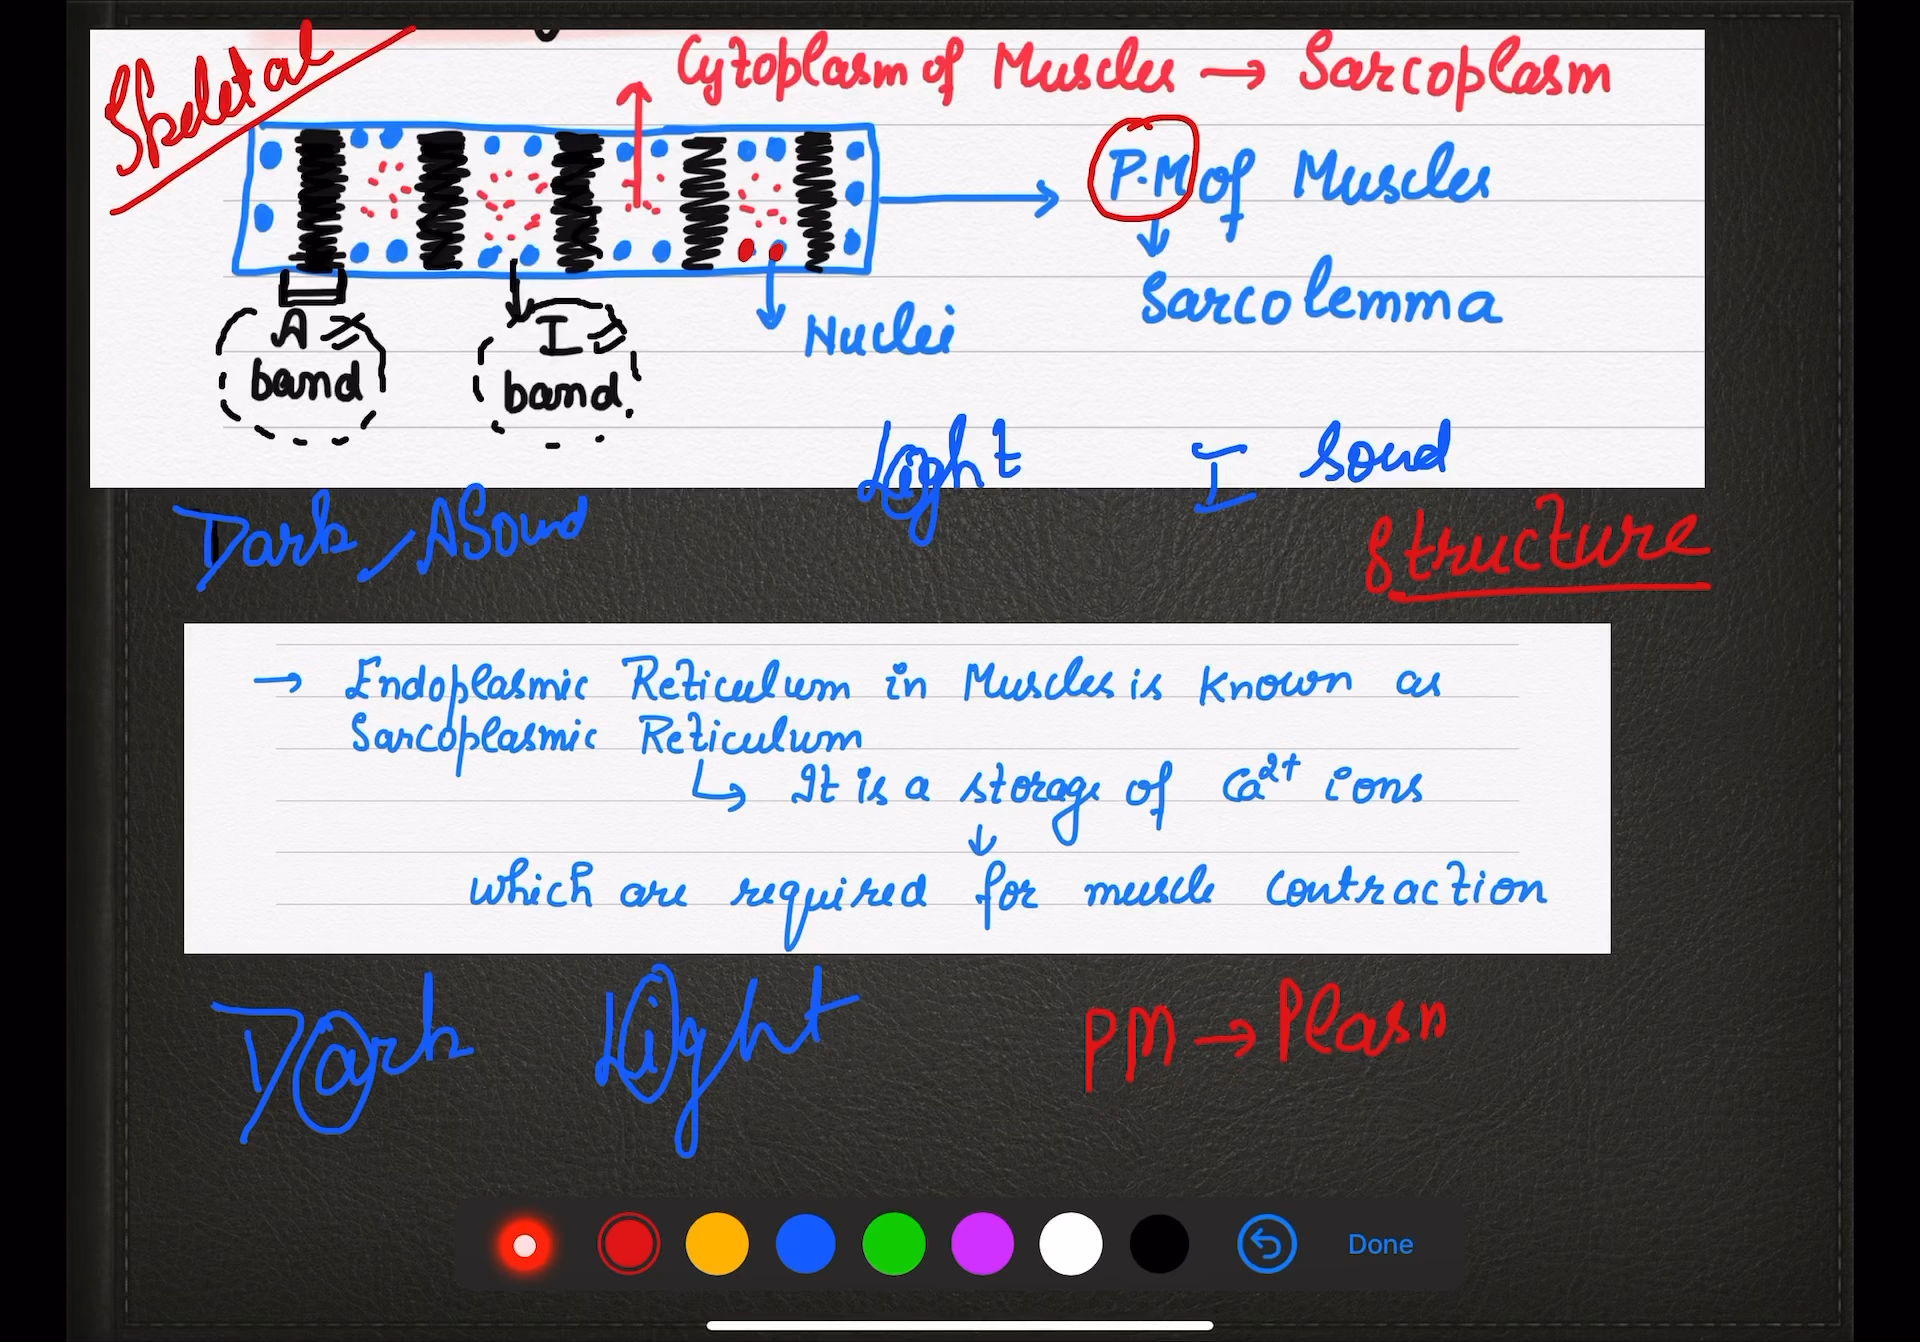 Skeletal
Cytoplasm of Muscles → Sarcoplasm
P.M of Muscles
↓
Sarcolemma
Nuclei
A band
I band
Light I Sound
Dark ASound
Structure
→ Endoplasmic Reticulum in Muscles is known as
Sarcoplasmic Reticulum
↳ It is a storage of Ca2+ ions
↓
which are required for muscle contraction
Dark Light PM → Plasm
Done